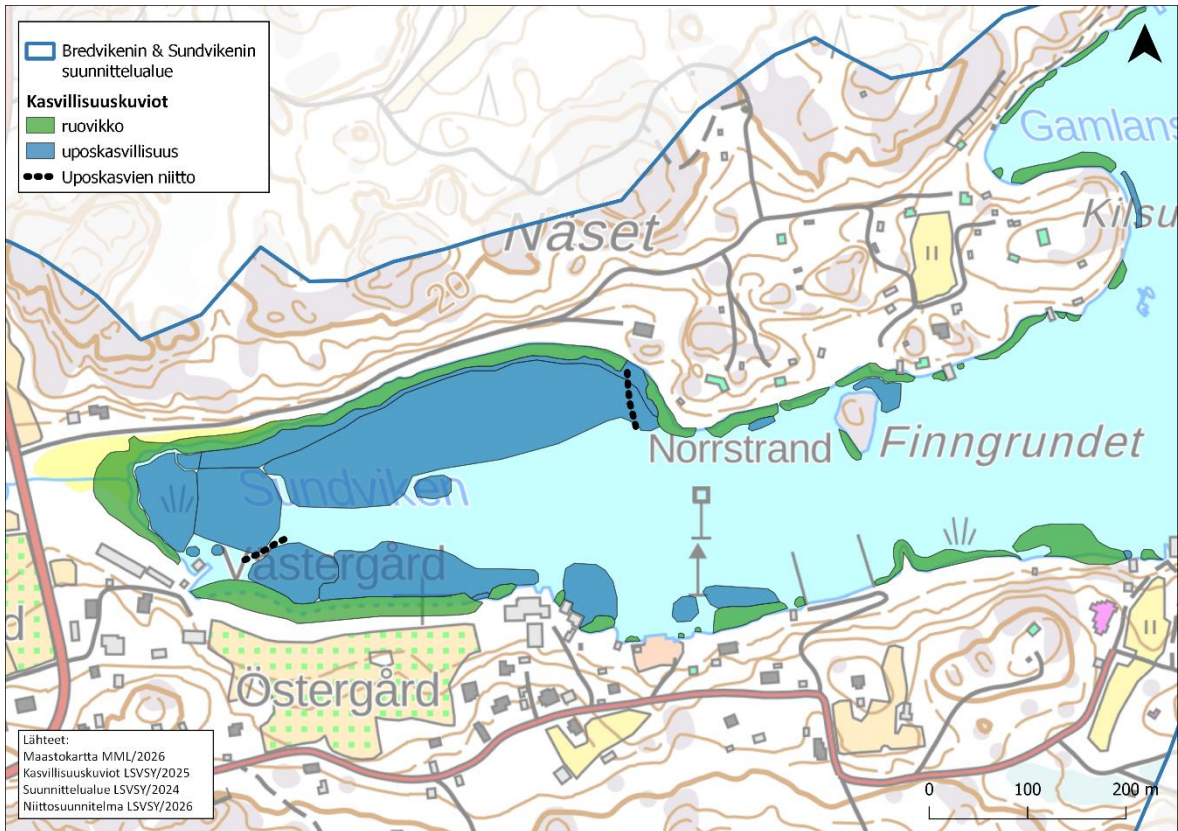 Bredvikenin & Sundvikenin
suunnittelualue
Kasvillisuuskuviot
ruovikko
uposkasvillisuus
Uposkasvien niitto
Gamlans
Kilsu
Näset
20
II
Norrstrand
Finngrundet
Sundviken
Västergård
d
II
Östergård
Lähteet:
Maastokartta MML/2026
Kasvillisuuskuviot LSVSY/2025
Suunnittelualue LSVSY/2024
Niittosuunnitelma LSVSY/2026
0 100 200 m